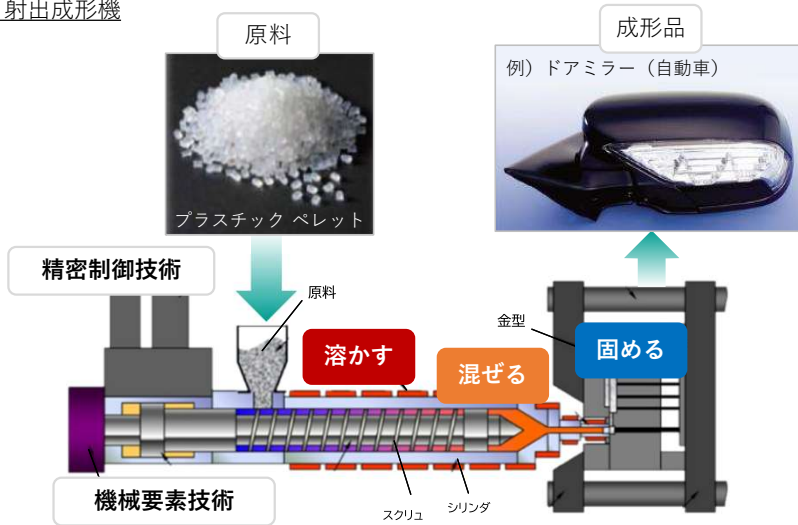 射出成形機
原料
成形品
例）ドアミラー（自動車）
プラスチック ペレット
精密制御技術
原料
金型
溶かす
固める
混ぜる
機械要素技術
スクリュ
シリンダ